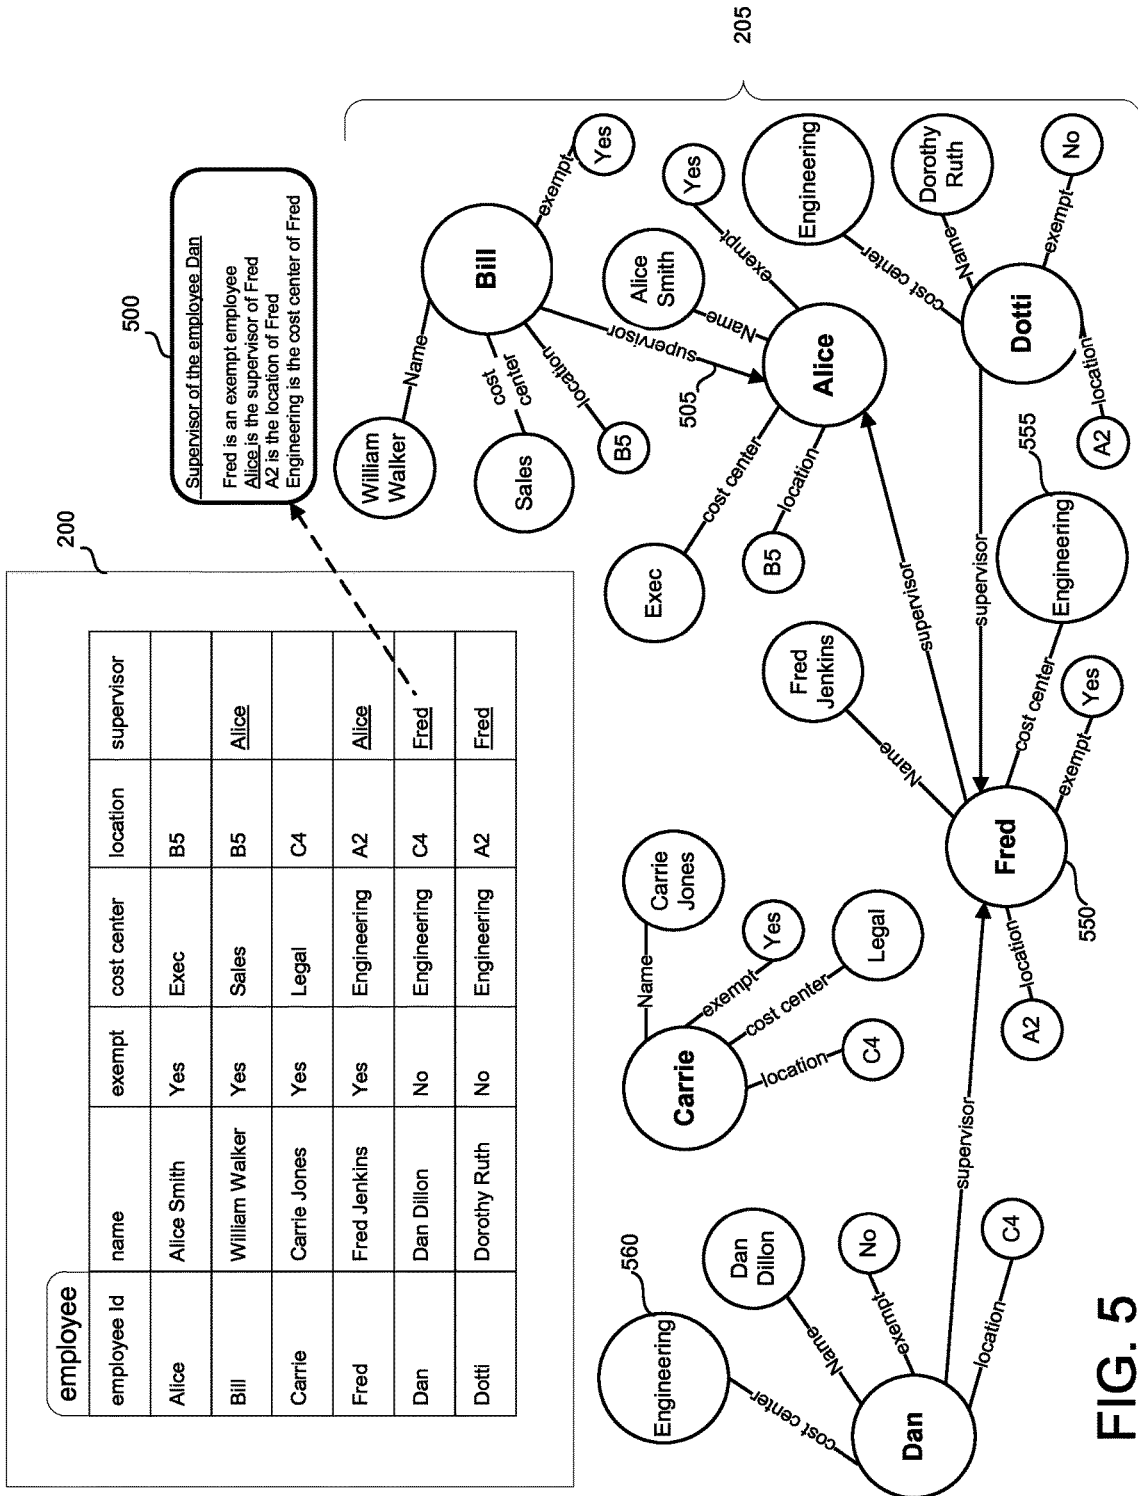 200
employee
employee Id name exempt cost center location supervisor
Alice Alice Smith Yes Exec B5
Bill William Walker Yes Sales B5 Alice
Carrie Carrie Jones Yes Legal C4
Fred Fred Jenkins Yes Engineering A2 Alice
Dan Dan Dillon No Engineering C4 Fred
Dotti Dorothy Ruth No Engineering A2 Fred
500
Supervisor of the employee Dan
Fred is an exempt employee
Alice is the supervisor of Fred
A2 is the location of Fred
Engineering is the cost center of Fred
205
William
Walker
Name
Bill
exempt
Yes
cost
center
Sales
location
B5
supervisor
505
Alice
Smith
Name
exempt
Yes
Alice
cost center
Exec
location
B5
Engineering
cost center
Dorothy
Ruth
Name
Dotti
exempt
No
location
A2
supervisor
supervisor
Fred
Jenkins
Name
Fred
550
cost center
Engineering
555
exempt
Yes
location
A2
Carrie
Jones
Name
Carrie
exempt
Yes
cost center
Legal
location
C4
supervisor
560
Engineering
cost center
Dan
Dillon
Name
Dan
exempt
No
location
C4
FIG. 5